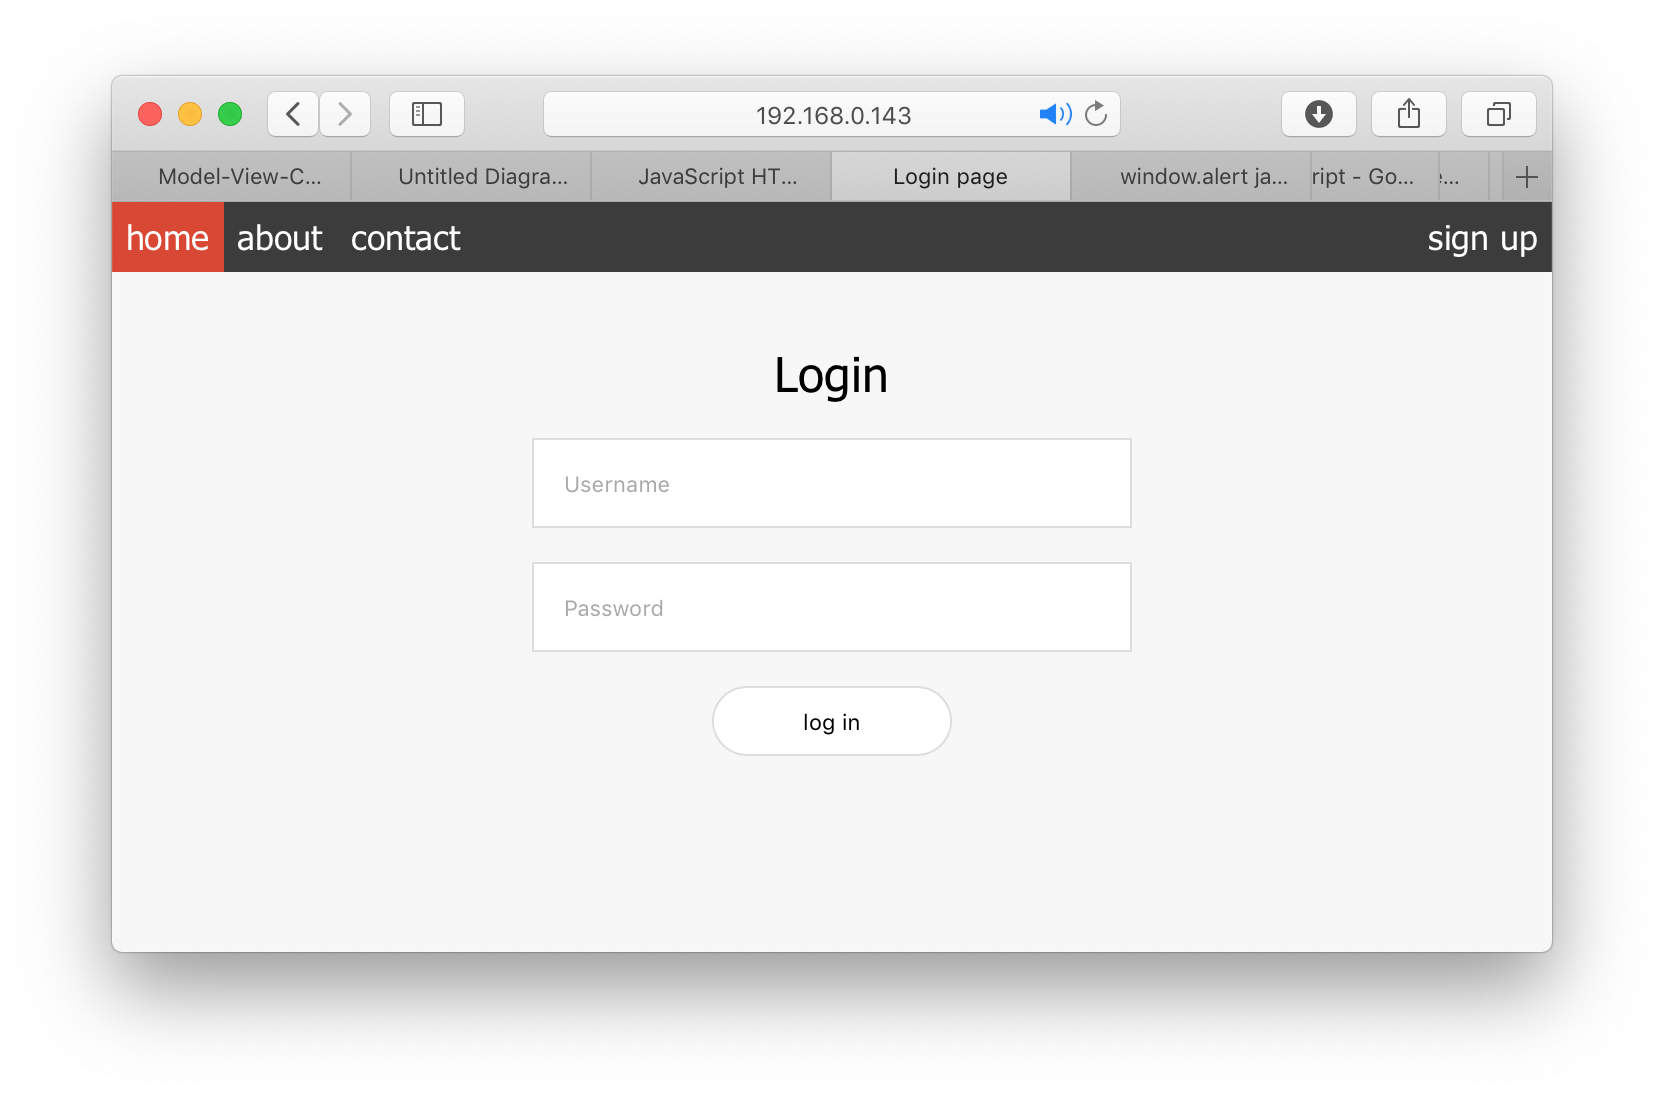 192.168.0.143
Model-View-C... Untitled Diagra... JavaScript HT... Login page window.alert ja... ript - Go...
home about contact sign up
Login
Username
Password
log in